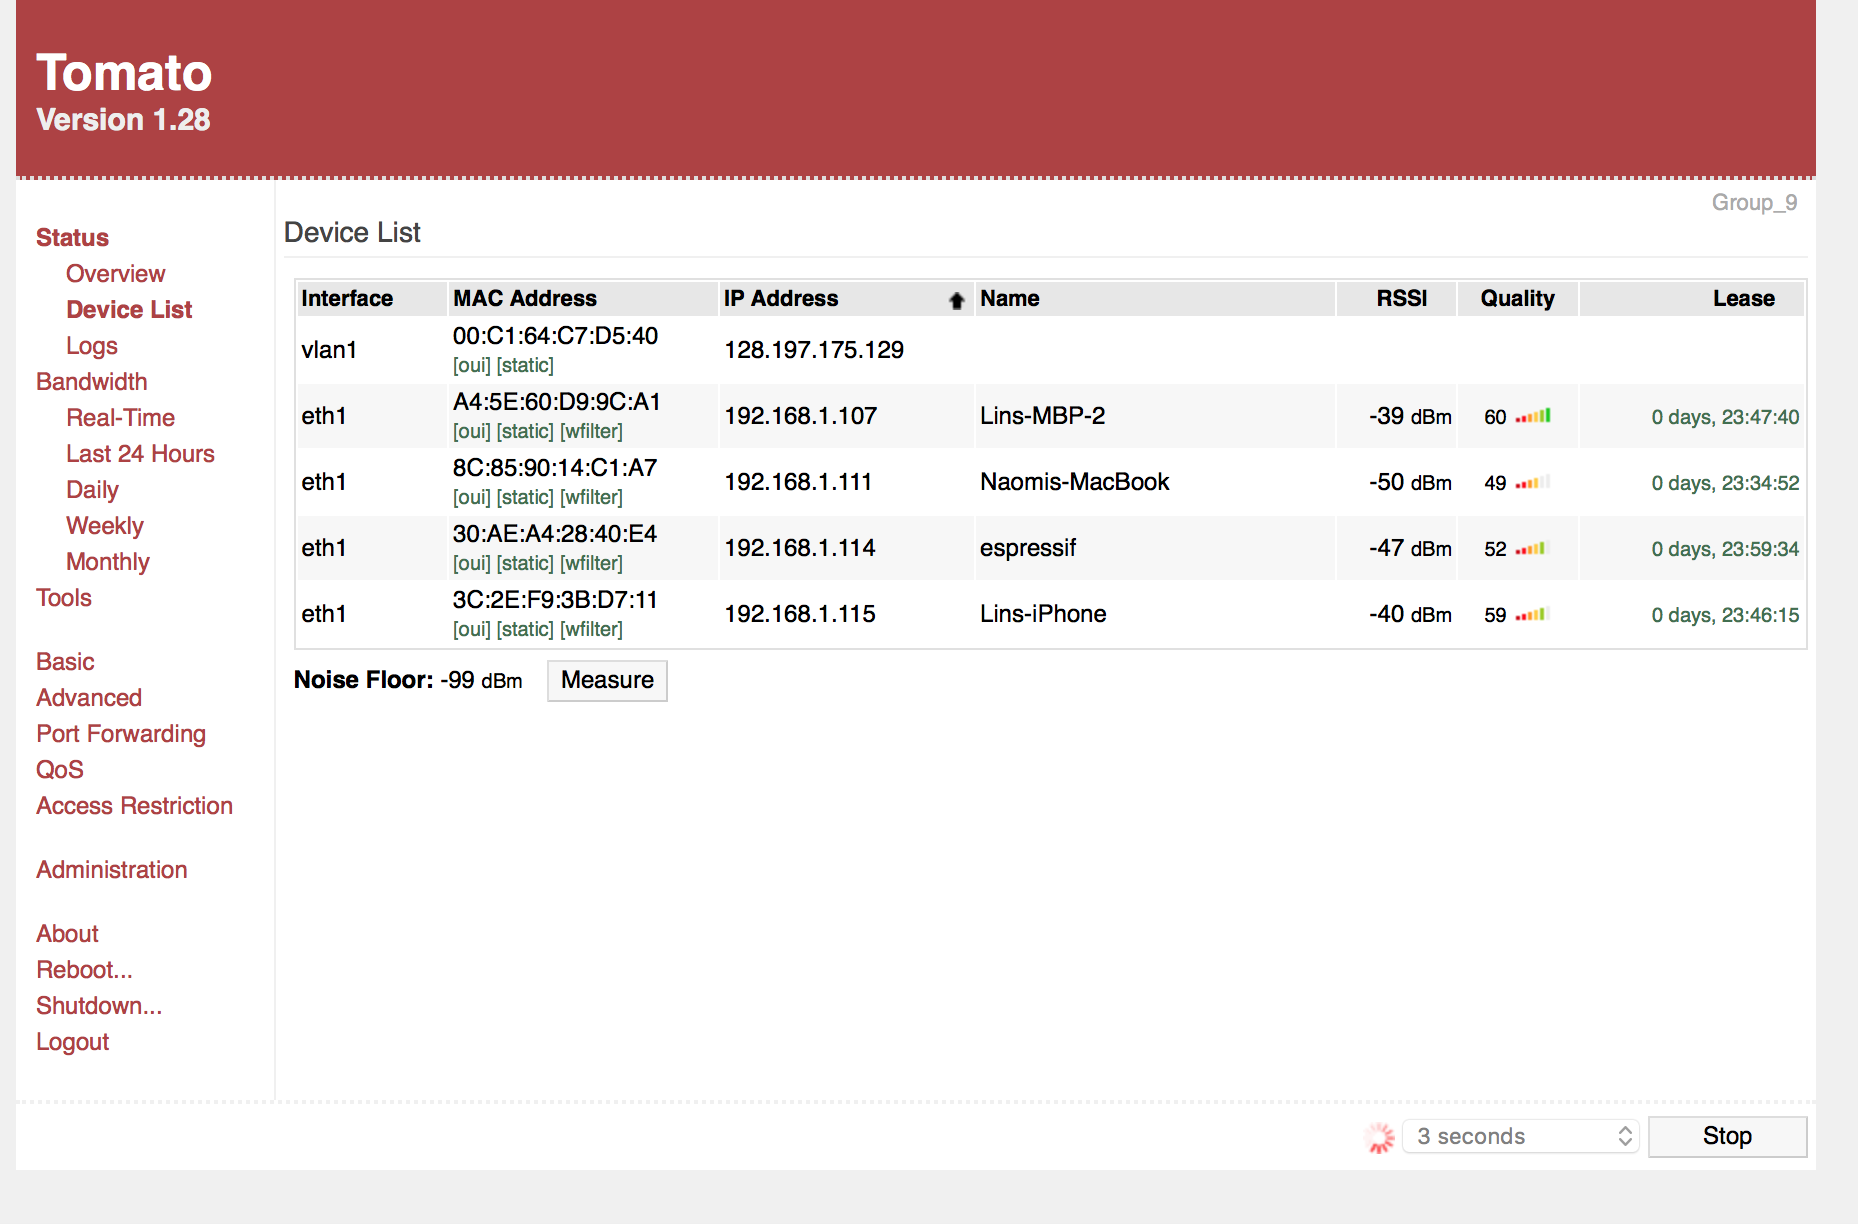 Tomato
Version 1.28
Group_9
Status
Overview
Device List
Logs
Bandwidth
Real-Time
Last 24 Hours
Daily
Weekly
Monthly
Tools
Basic
Advanced
Port Forwarding
QoS
Access Restriction
Administration
About
Reboot...
Shutdown...
Logout
Device List
Interface MAC Address IP Address Name RSSI Quality Lease
vlan1 00:C1:64:C7:D5:40 128.197.175.129
[oui] [static]
eth1 A4:5E:60:D9:9C:A1 192.168.1.107 Lins-MBP-2 -39 dBm 60 0 days, 23:47:40
[oui] [static] [wfilter]
eth1 8C:85:90:14:C1:A7 192.168.1.111 Naomis-MacBook -50 dBm 49 0 days, 23:34:52
[oui] [static] [wfilter]
eth1 30:AE:A4:28:40:E4 192.168.1.114 espressif -47 dBm 52 0 days, 23:59:34
[oui] [static] [wfilter]
eth1 3C:2E:F9:3B:D7:11 192.168.1.115 Lins-iPhone -40 dBm 59 0 days, 23:46:15
[oui] [static] [wfilter]
Noise Floor: -99 dBm Measure
3 seconds Stop